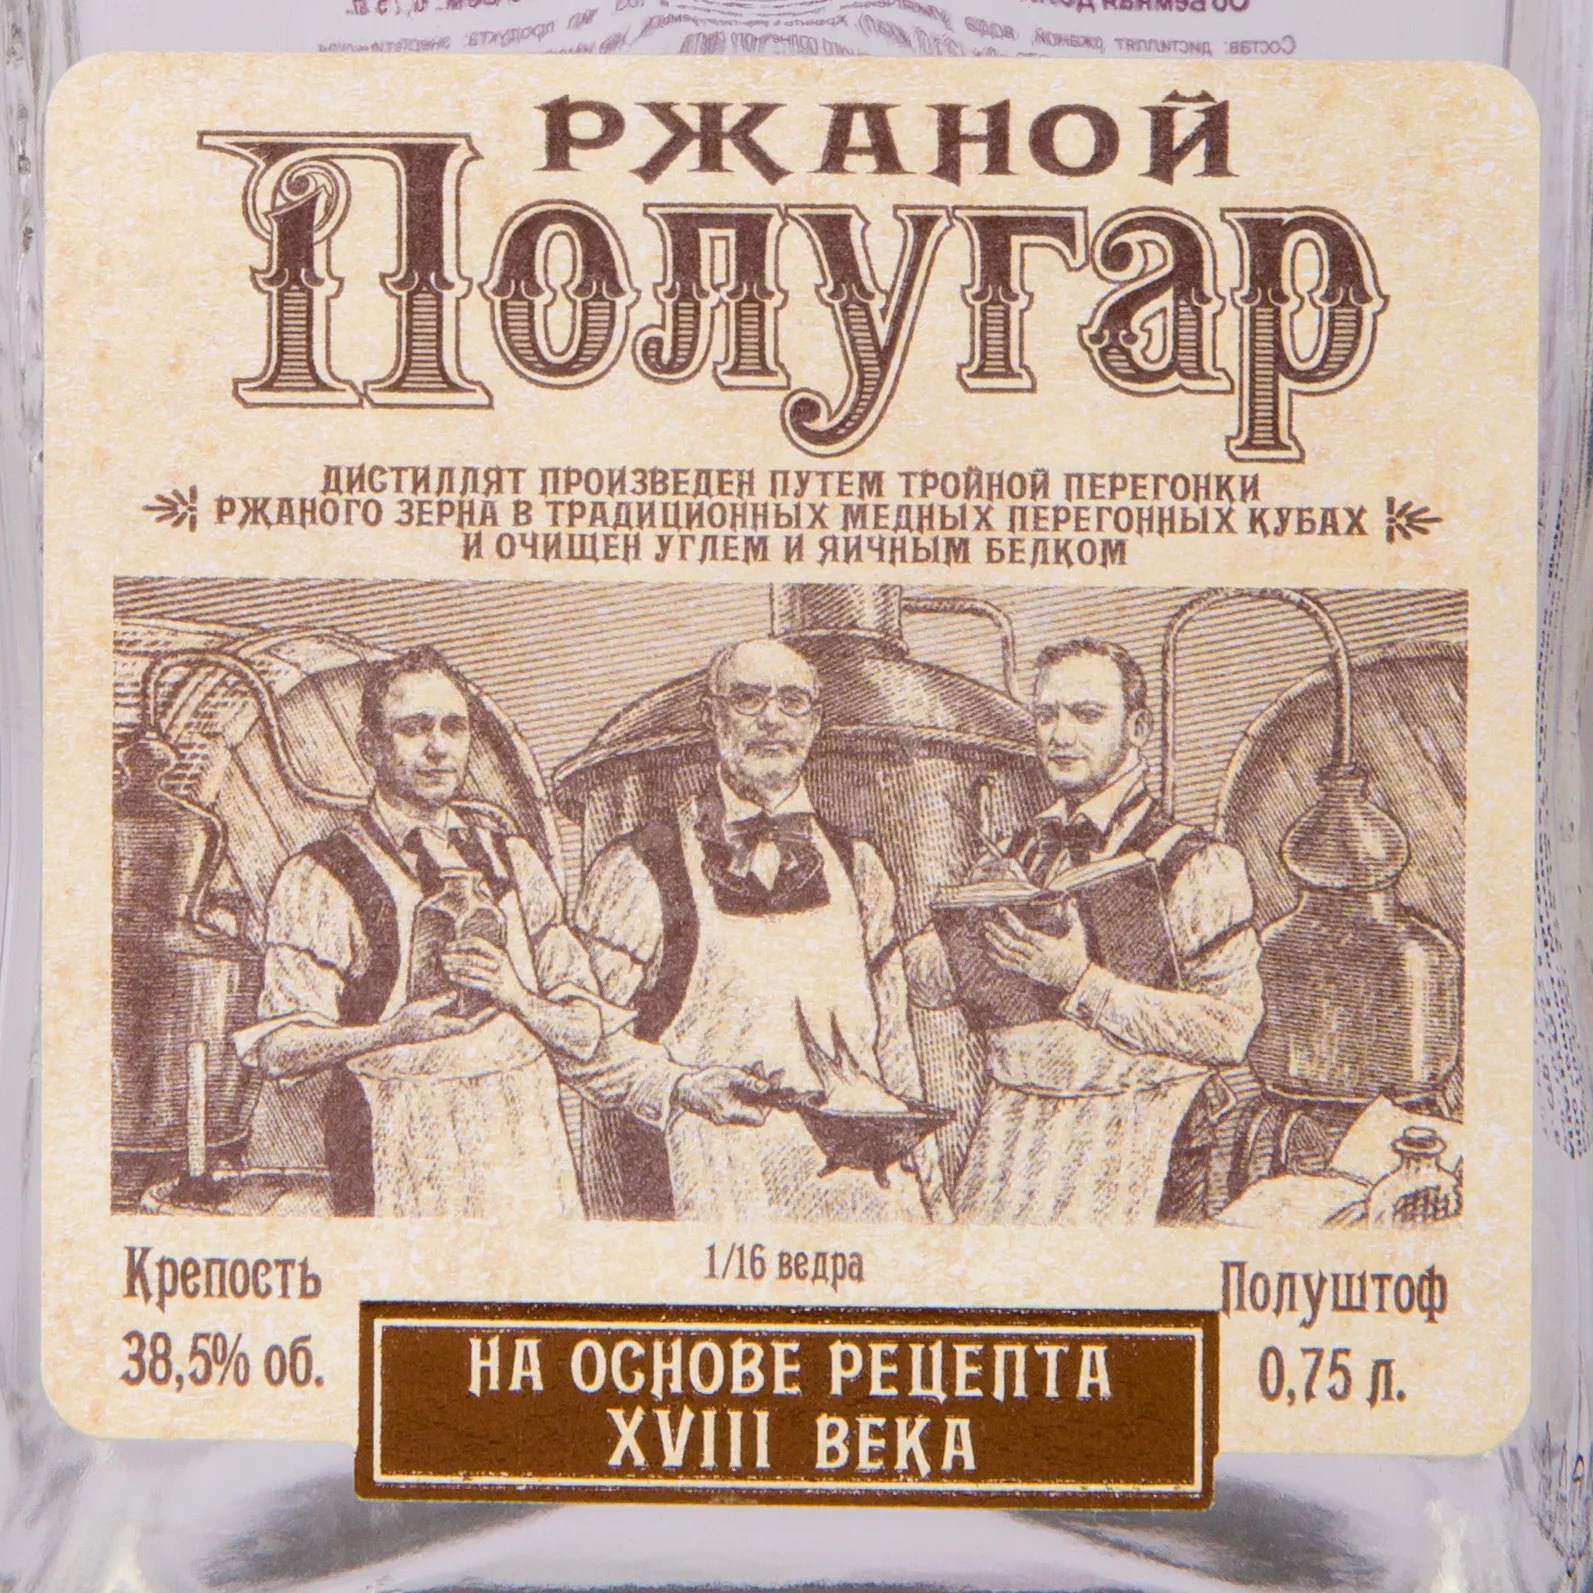 РЖАНОЙ
Полугар
ДИСТИЛЛЯТ ПРОИЗВЕДЕН ПУТЕМ ТРОЙНОЙ ПЕРЕГОНКИ
РЖАНОГО ЗЕРНА В ТРАДИЦИОННЫХ МЕДНЫХ ПЕРЕГОННЫХ КУБАХ
И ОЧИЩЕН УГЛЕМ И ЯИЧНЫМ БЕЛКОМ
Крепость
38,5% об.
1/16 ведра
Полуштоф
0,75 л.
НА ОСНОВЕ РЕЦЕПТА
XVIII ВЕКА